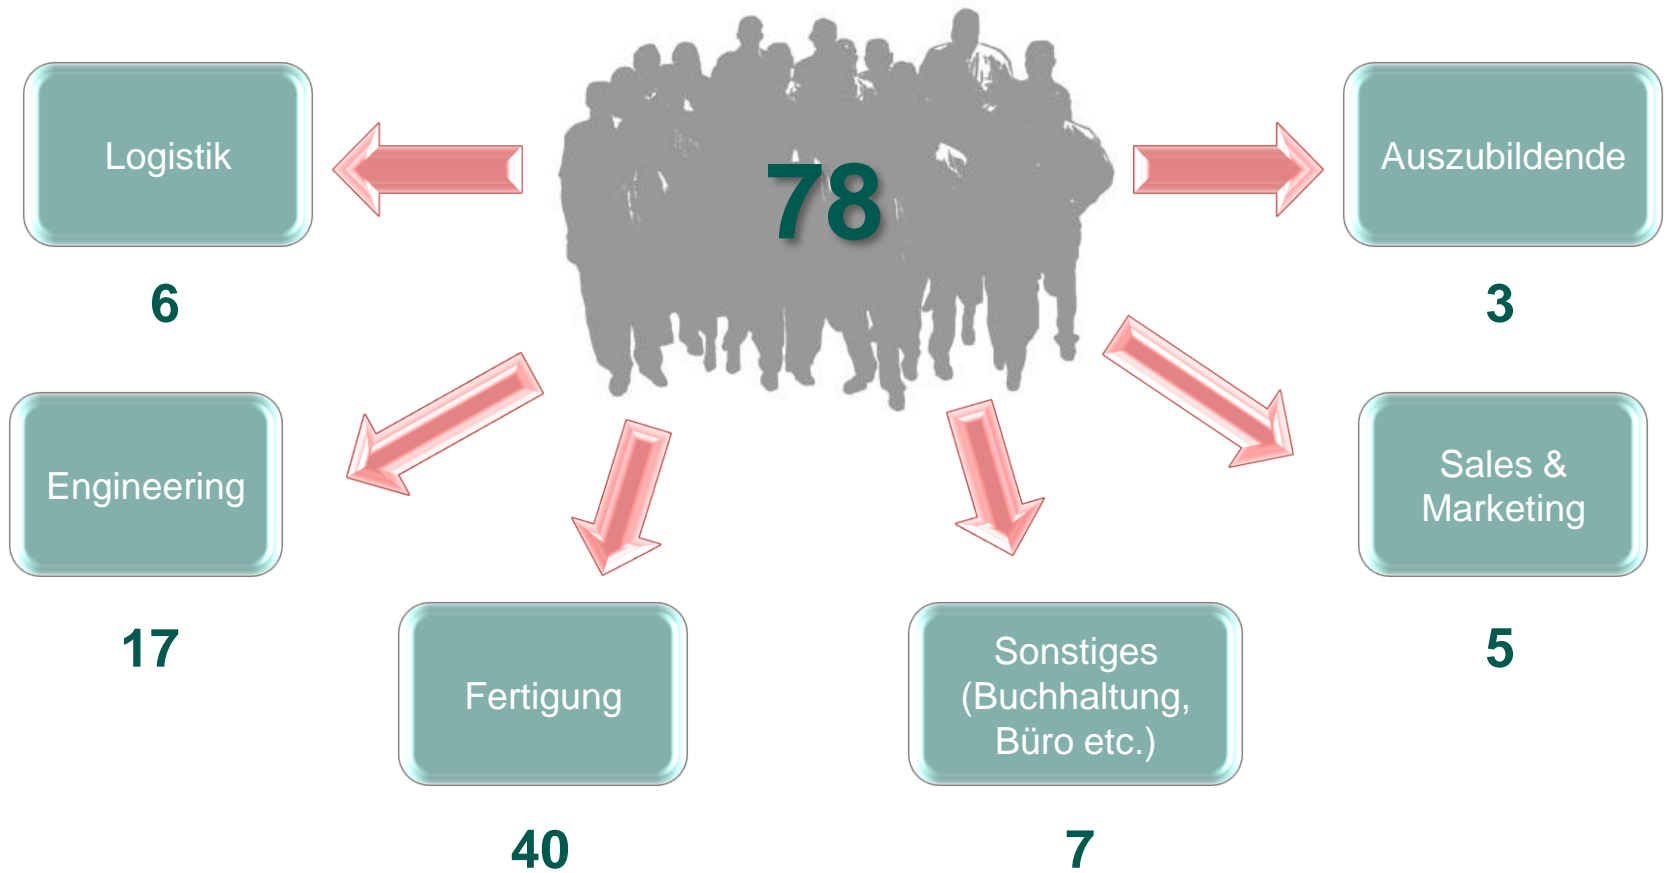 78
Logistik
6
Auszubildende
3
Engineering
17
Sales &
Marketing
5
Fertigung
40
Sonstiges
(Buchhaltung,
Büro etc.)
7